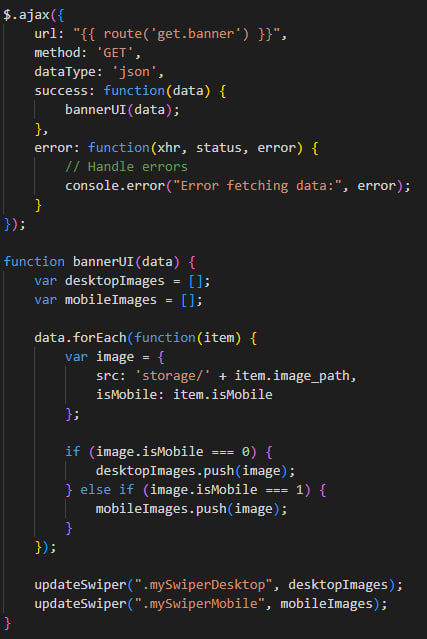 $.ajax({
    url: "{{ route('get.banner') }}",
    method: 'GET',
    dataType: 'json',
    success: function(data) {
        bannerUI(data);
    },
    error: function(xhr, status, error) {
        // Handle errors
        console.error("Error fetching data:", error);
    }
});

function bannerUI(data) {
    var desktopImages = [];
    var mobileImages = [];

    data.forEach(function(item) {
        var image = {
            src: 'storage/' + item.image_path,
            isMobile: item.isMobile
        };

        if (image.isMobile === 0) {
            desktopImages.push(image);
        } else if (image.isMobile === 1) {
            mobileImages.push(image);
        }
    });

    updateSwiper(".mySwiperDesktop", desktopImages);
    updateSwiper(".mySwiperMobile", mobileImages);
}